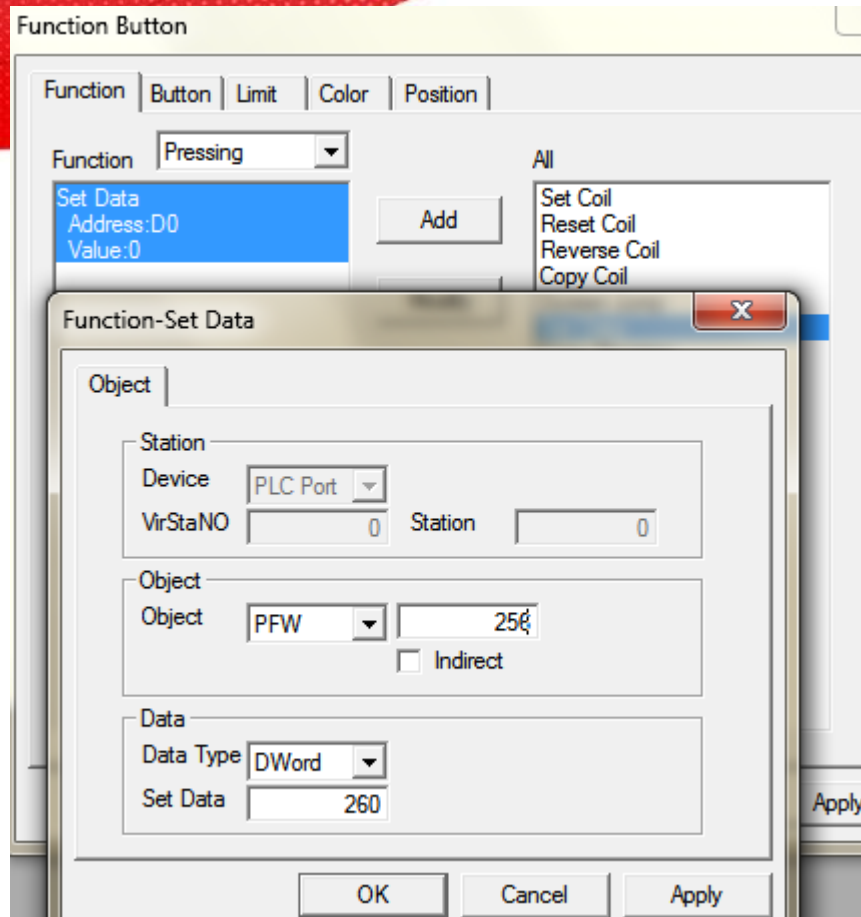 Function Button
Function Button Limit Color Position
Function Pressing All
Set Data
Address:D0
Value:0
Add
Set Coil
Reset Coil
Reverse Coil
Copy Coil
Function-Set Data
Object
Station
Device PLC Port
VirStaNO 0 Station 0
Object
Object PFW 256
Indirect
Data
Data Type DWord
Set Data 260
Apply
OK Cancel Apply